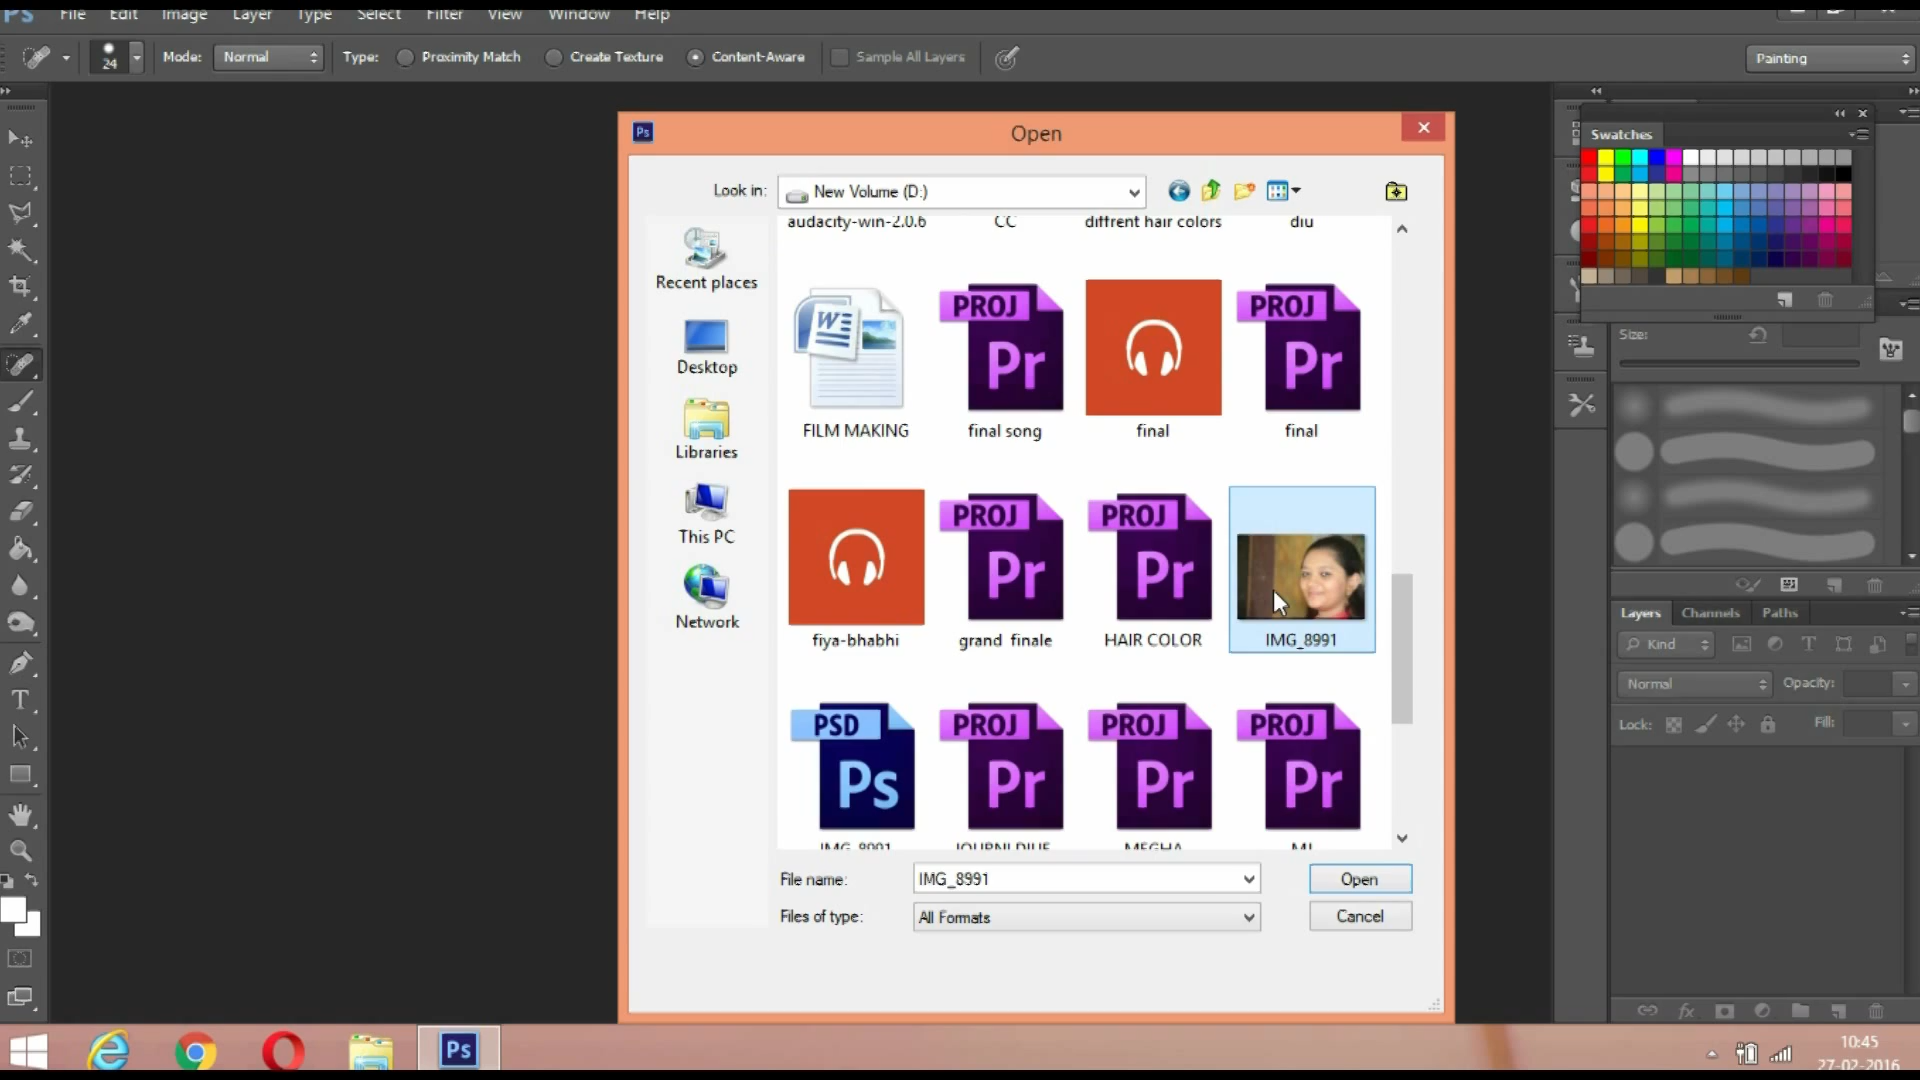 Ps File Edit Image Layer Type Select Filter View Window Help
24 Mode: Normal Type: Proximity Match Create Texture Content-Aware Sample All Layers Painting
Ps Open
Swatches
Look in: New Volume (D:)
audacity-win-2.0.6 CC diffrent hair colors diu
Recent places
Desktop
Libraries
This PC
Network
W PROJ Pr PROJ Pr
FILM MAKING final song final final
PROJ Pr PROJ Pr
fiya-bhabhi grand finale HAIR COLOR IMG_8991
PSD Ps PROJ Pr PROJ Pr PROJ Pr
IMG_8991 MEGHA
File name: IMG_8991 Open
Files of type: All Formats Cancel
Size:
Layers Channels Paths
Kind
Normal Opacity:
Lock: Fill:
T
Ps
10:45
27-02-2016